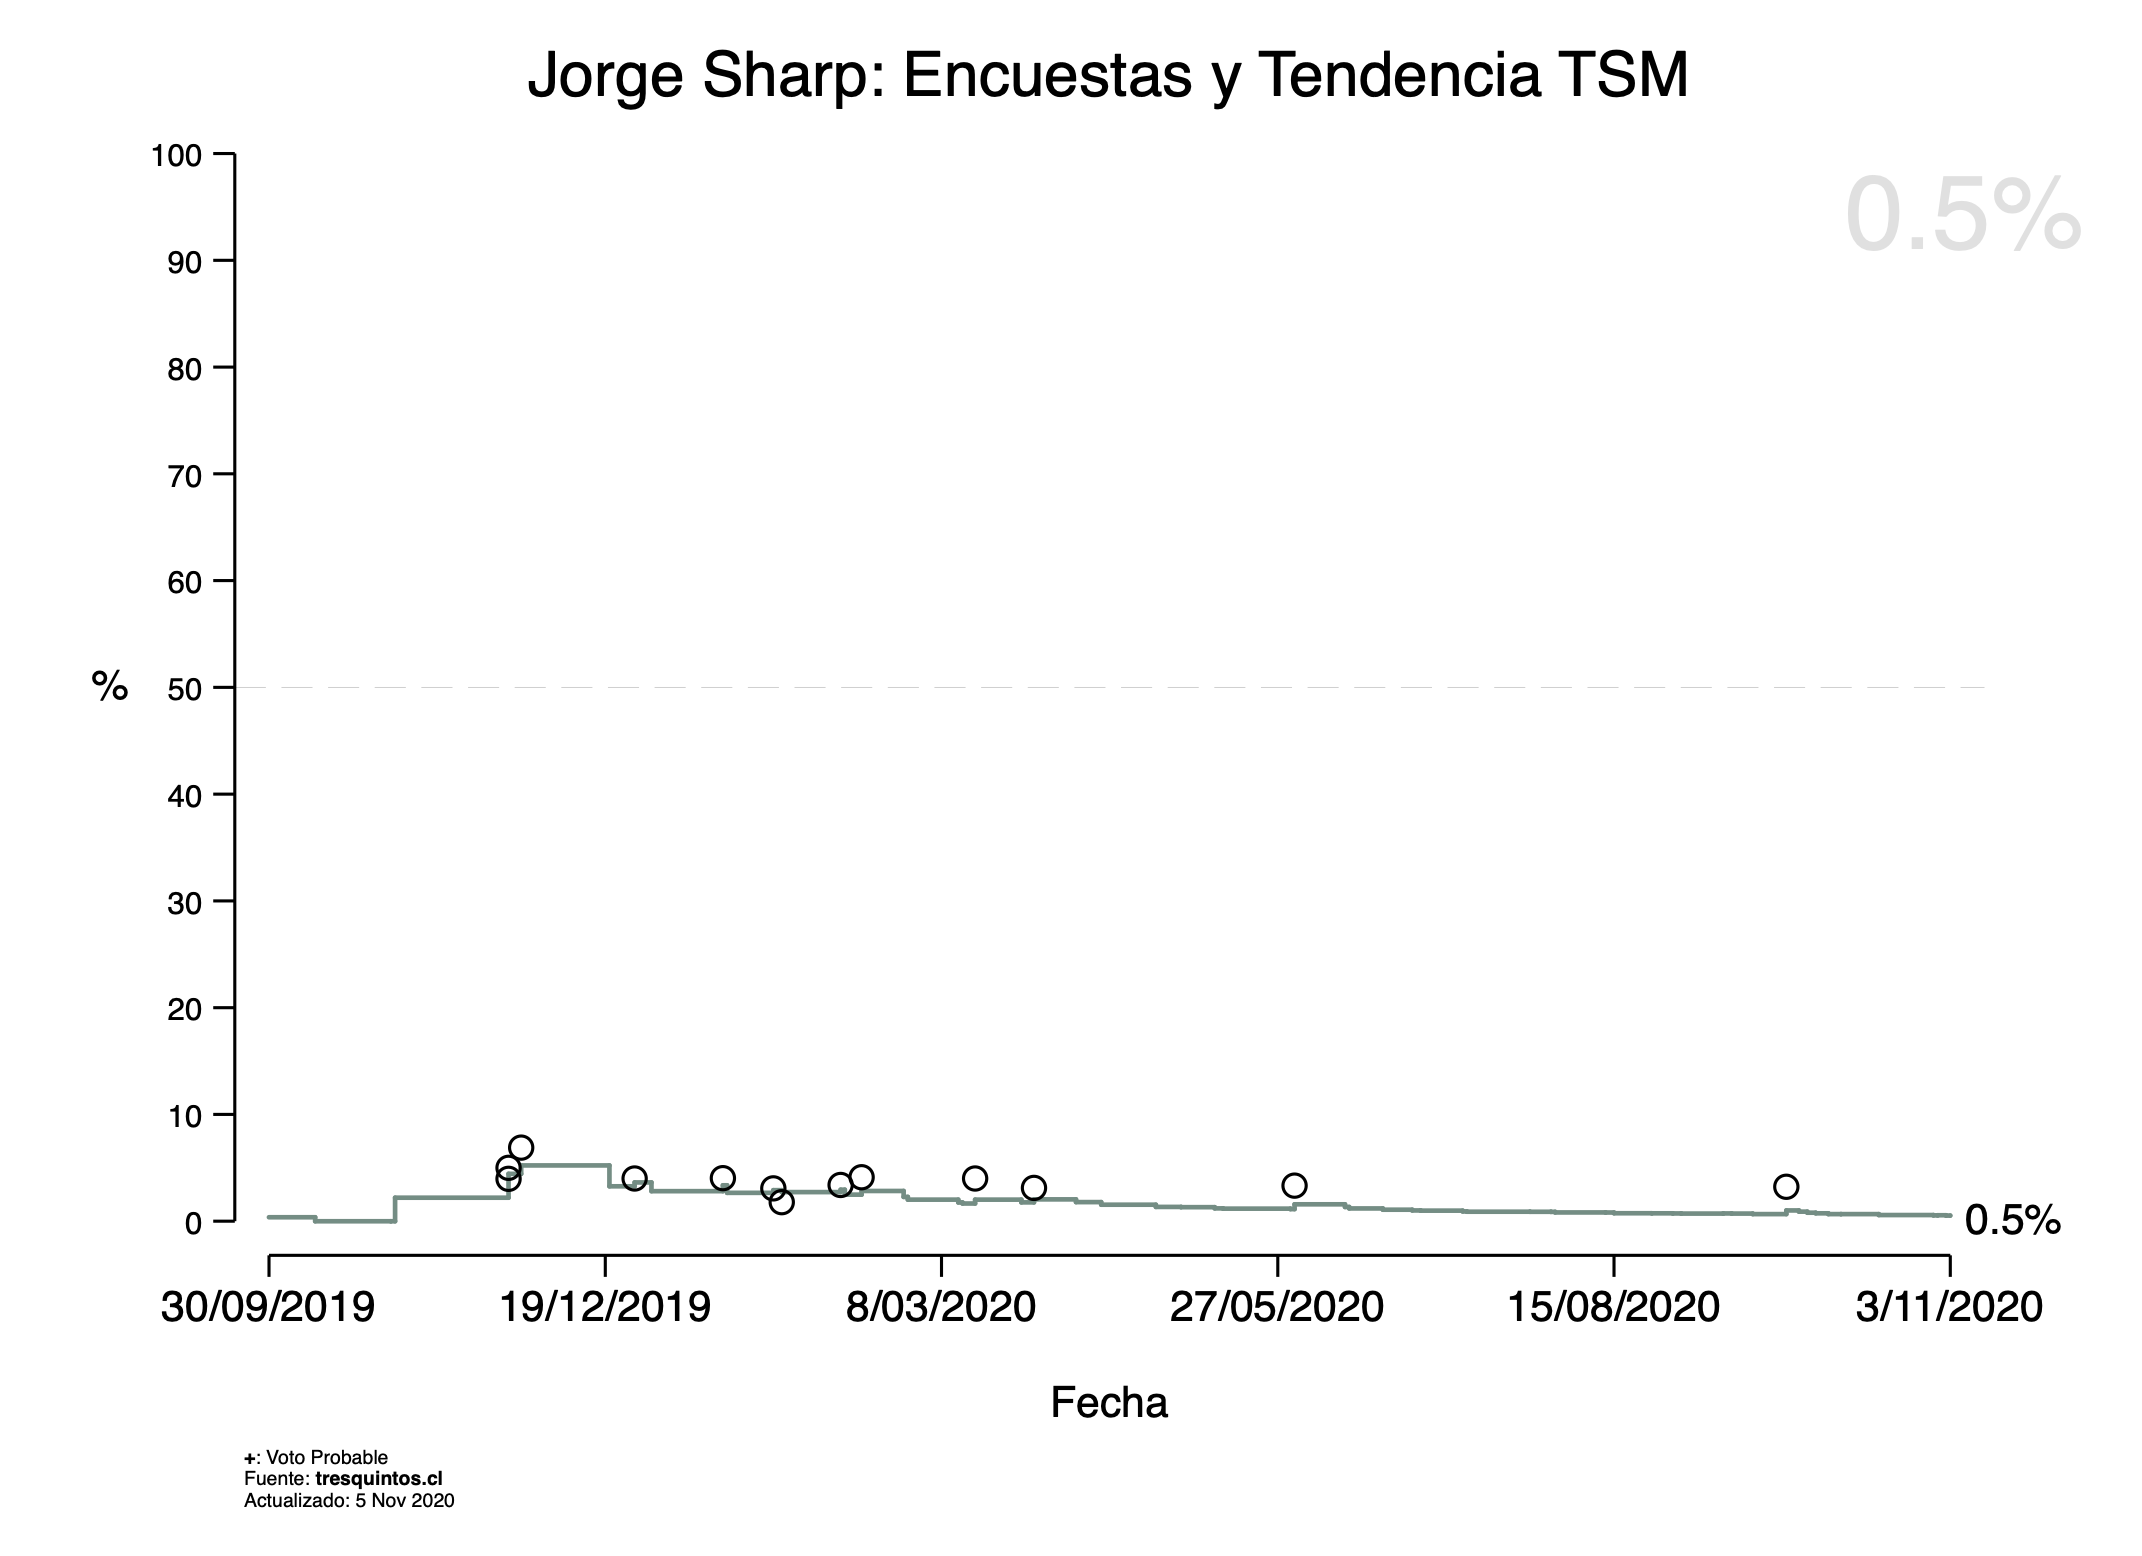 Jorge Sharp: Encuestas y Tendencia TSM
0.5%
100
90
80
70
60
%
50
40
30
20
10
0
0.5%
30/09/2019 19/12/2019 8/03/2020 27/05/2020 15/08/2020 3/11/2020
Fecha
+: Voto Probable
Fuente: tresquintos.cl
Actualizado: 5 Nov 2020